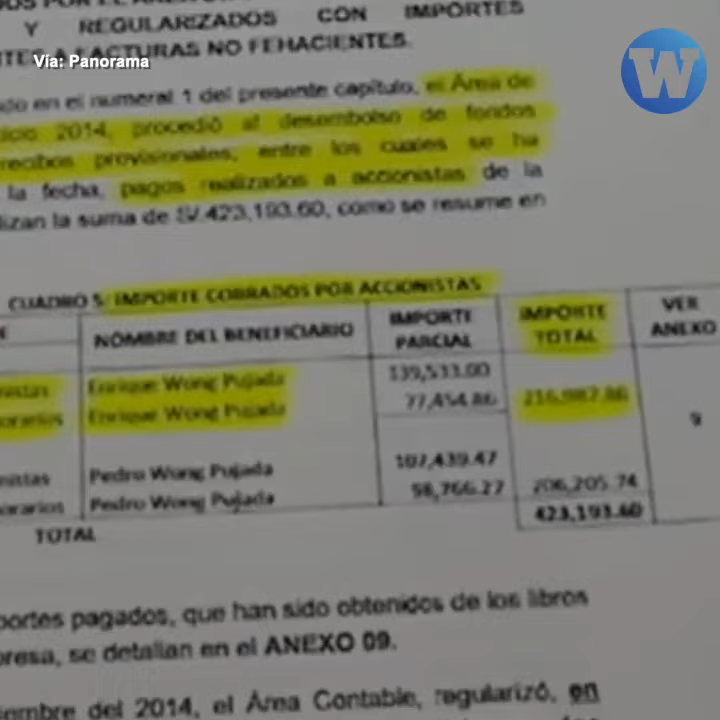 Y REGULARIZADOS CON IMPORTES
A FACTURAS NO FEHACIENTES.
Vía: Panorama
W
en el numeral 1 del presente capítulo, el Área de
2014, procedió al desembolso de fondos
recibos provisionales, entre los cuales se ha
la fecha, pagos realizados a accionistas de la
la suma de S/.423,193.60, como se resume en
CUADRO 5: IMPORTE COBRADOS POR ACCIONISTAS
NOMBRE DEL BENEFICIARIO IMPORTE PARCIAL IMPORTE TOTAL VER ANEXO
Enrique Wong Pujada 139,533.00
Enrique Wong Pujada 77,454.86 216,987.86
9
Pedro Wong Pujada 107,439.47
Pedro Wong Pujada 98,766.27 206,205.74
TOTAL 423,193.60
pagados, que han sido obtenidos de los libros
se detallan en el ANEXO 09.
del 2014, el Área Contable, regularizó, en